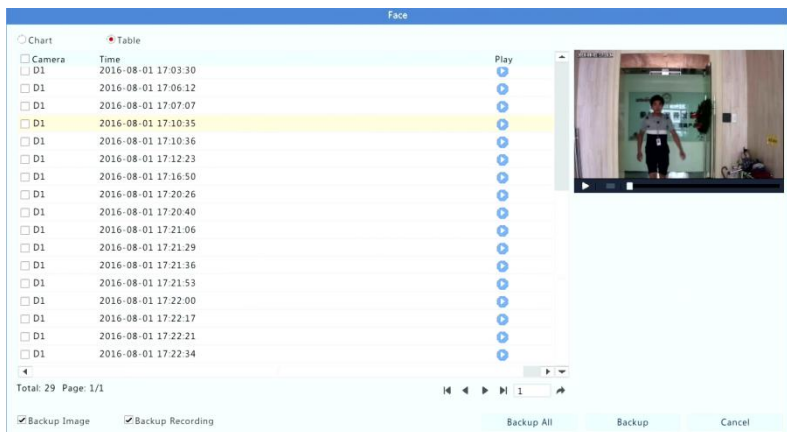 Face
Chart Table
Camera Time Play
D1 2016-08-01 17:03:30
D1 2016-08-01 17:06:12
D1 2016-08-01 17:07:07
D1 2016-08-01 17:10:35
D1 2016-08-01 17:10:36
D1 2016-08-01 17:12:23
D1 2016-08-01 17:16:50
D1 2016-08-01 17:20:26
D1 2016-08-01 17:20:40
D1 2016-08-01 17:21:06
D1 2016-08-01 17:21:29
D1 2016-08-01 17:21:36
D1 2016-08-01 17:21:53
D1 2016-08-01 17:22:00
D1 2016-08-01 17:22:17
D1 2016-08-01 17:22:21
D1 2016-08-01 17:22:34
Total: 29 Page: 1/1
1
Backup Image Backup Recording Backup All Backup Cancel